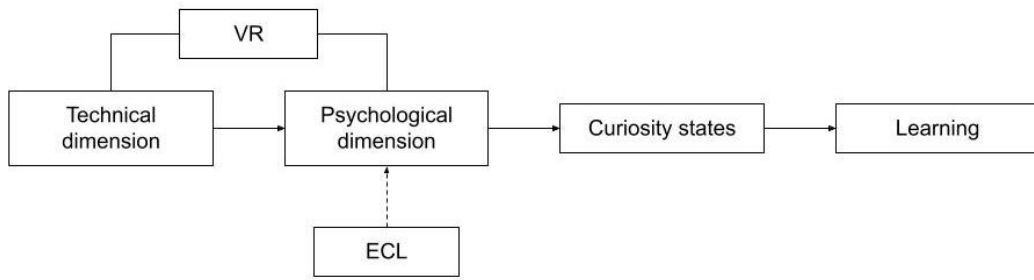 VR
Technical
dimension
Psychological
dimension
Curiosity states
Learning
ECL